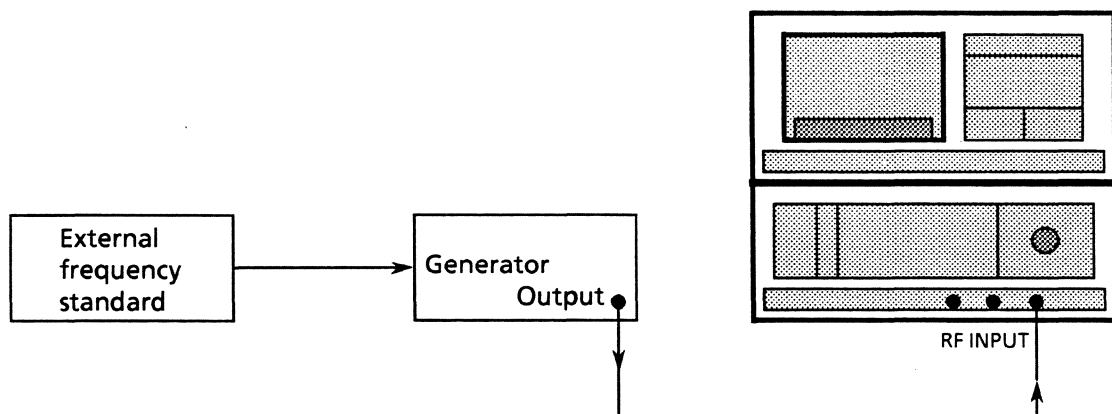 External
frequency
standard
Generator
Output
RF INPUT